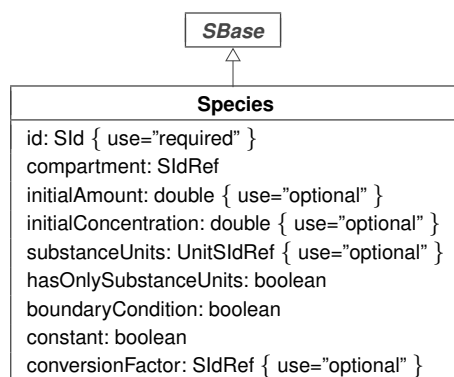 SBase
Species
id: SId { use="required” }
compartment: SIdRef
initialAmount: double { use="optional” }
initialConcentration: double { use="optional” }
substanceUnits: UnitSIdRef { use="optional” }
hasOnlySubstanceUnits: boolean
boundaryCondition: boolean
constant: boolean
conversionFactor: SIdRef { use="optional” }